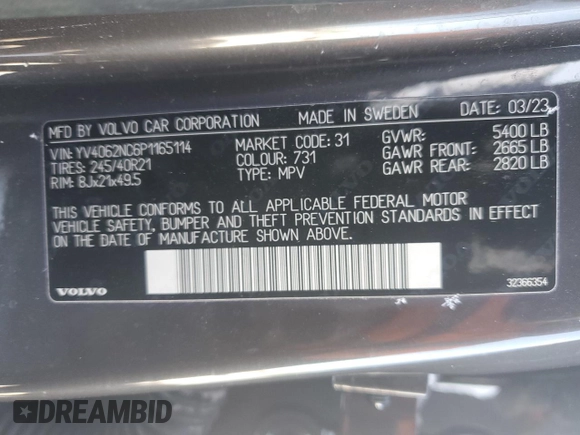 MFD BY VOLVO CAR CORPORATION MADE IN SWEDEN DATE: 03/23
VIN: YV4062NC6P1165114 MARKET CODE: 31 GVWR: 5400 LB
TIRES: 245/40R21 COLOUR: 731 GAWR FRONT: 2665 LB
RIM: 8Jx21x49.5 TYPE: MPV GAWR REAR: 2820 LB
THIS VEHICLE CONFORMS TO ALL APPLICABLE FEDERAL MOTOR
VEHICLE SAFETY, BUMPER AND THEFT PREVENTION STANDARDS IN EFFECT
ON THE DATE OF MANUFACTURE SHOWN ABOVE.
VOLVO 32366354
DREAMBID